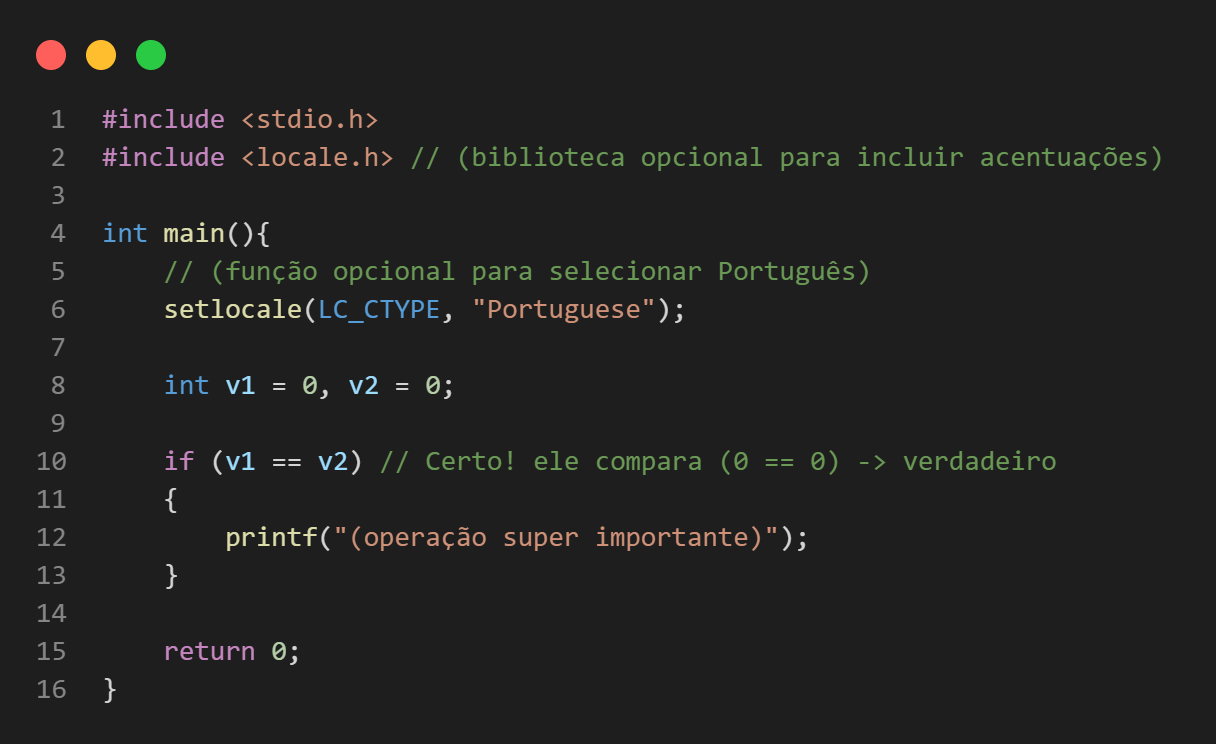 1 #include <stdio.h>
2 #include <locale.h> // (biblioteca opcional para incluir acentuações)
3
4 int main(){
5     // (função opcional para selecionar Português)
6     setlocale(LC_CTYPE, "Portuguese");
7
8     int v1 = 0, v2 = 0;
9
10     if (v1 == v2) // Certo! ele compara (0 == 0) -> verdadeiro
11     {
12         printf("(operação super importante)");
13     }
14
15     return 0;
16 }